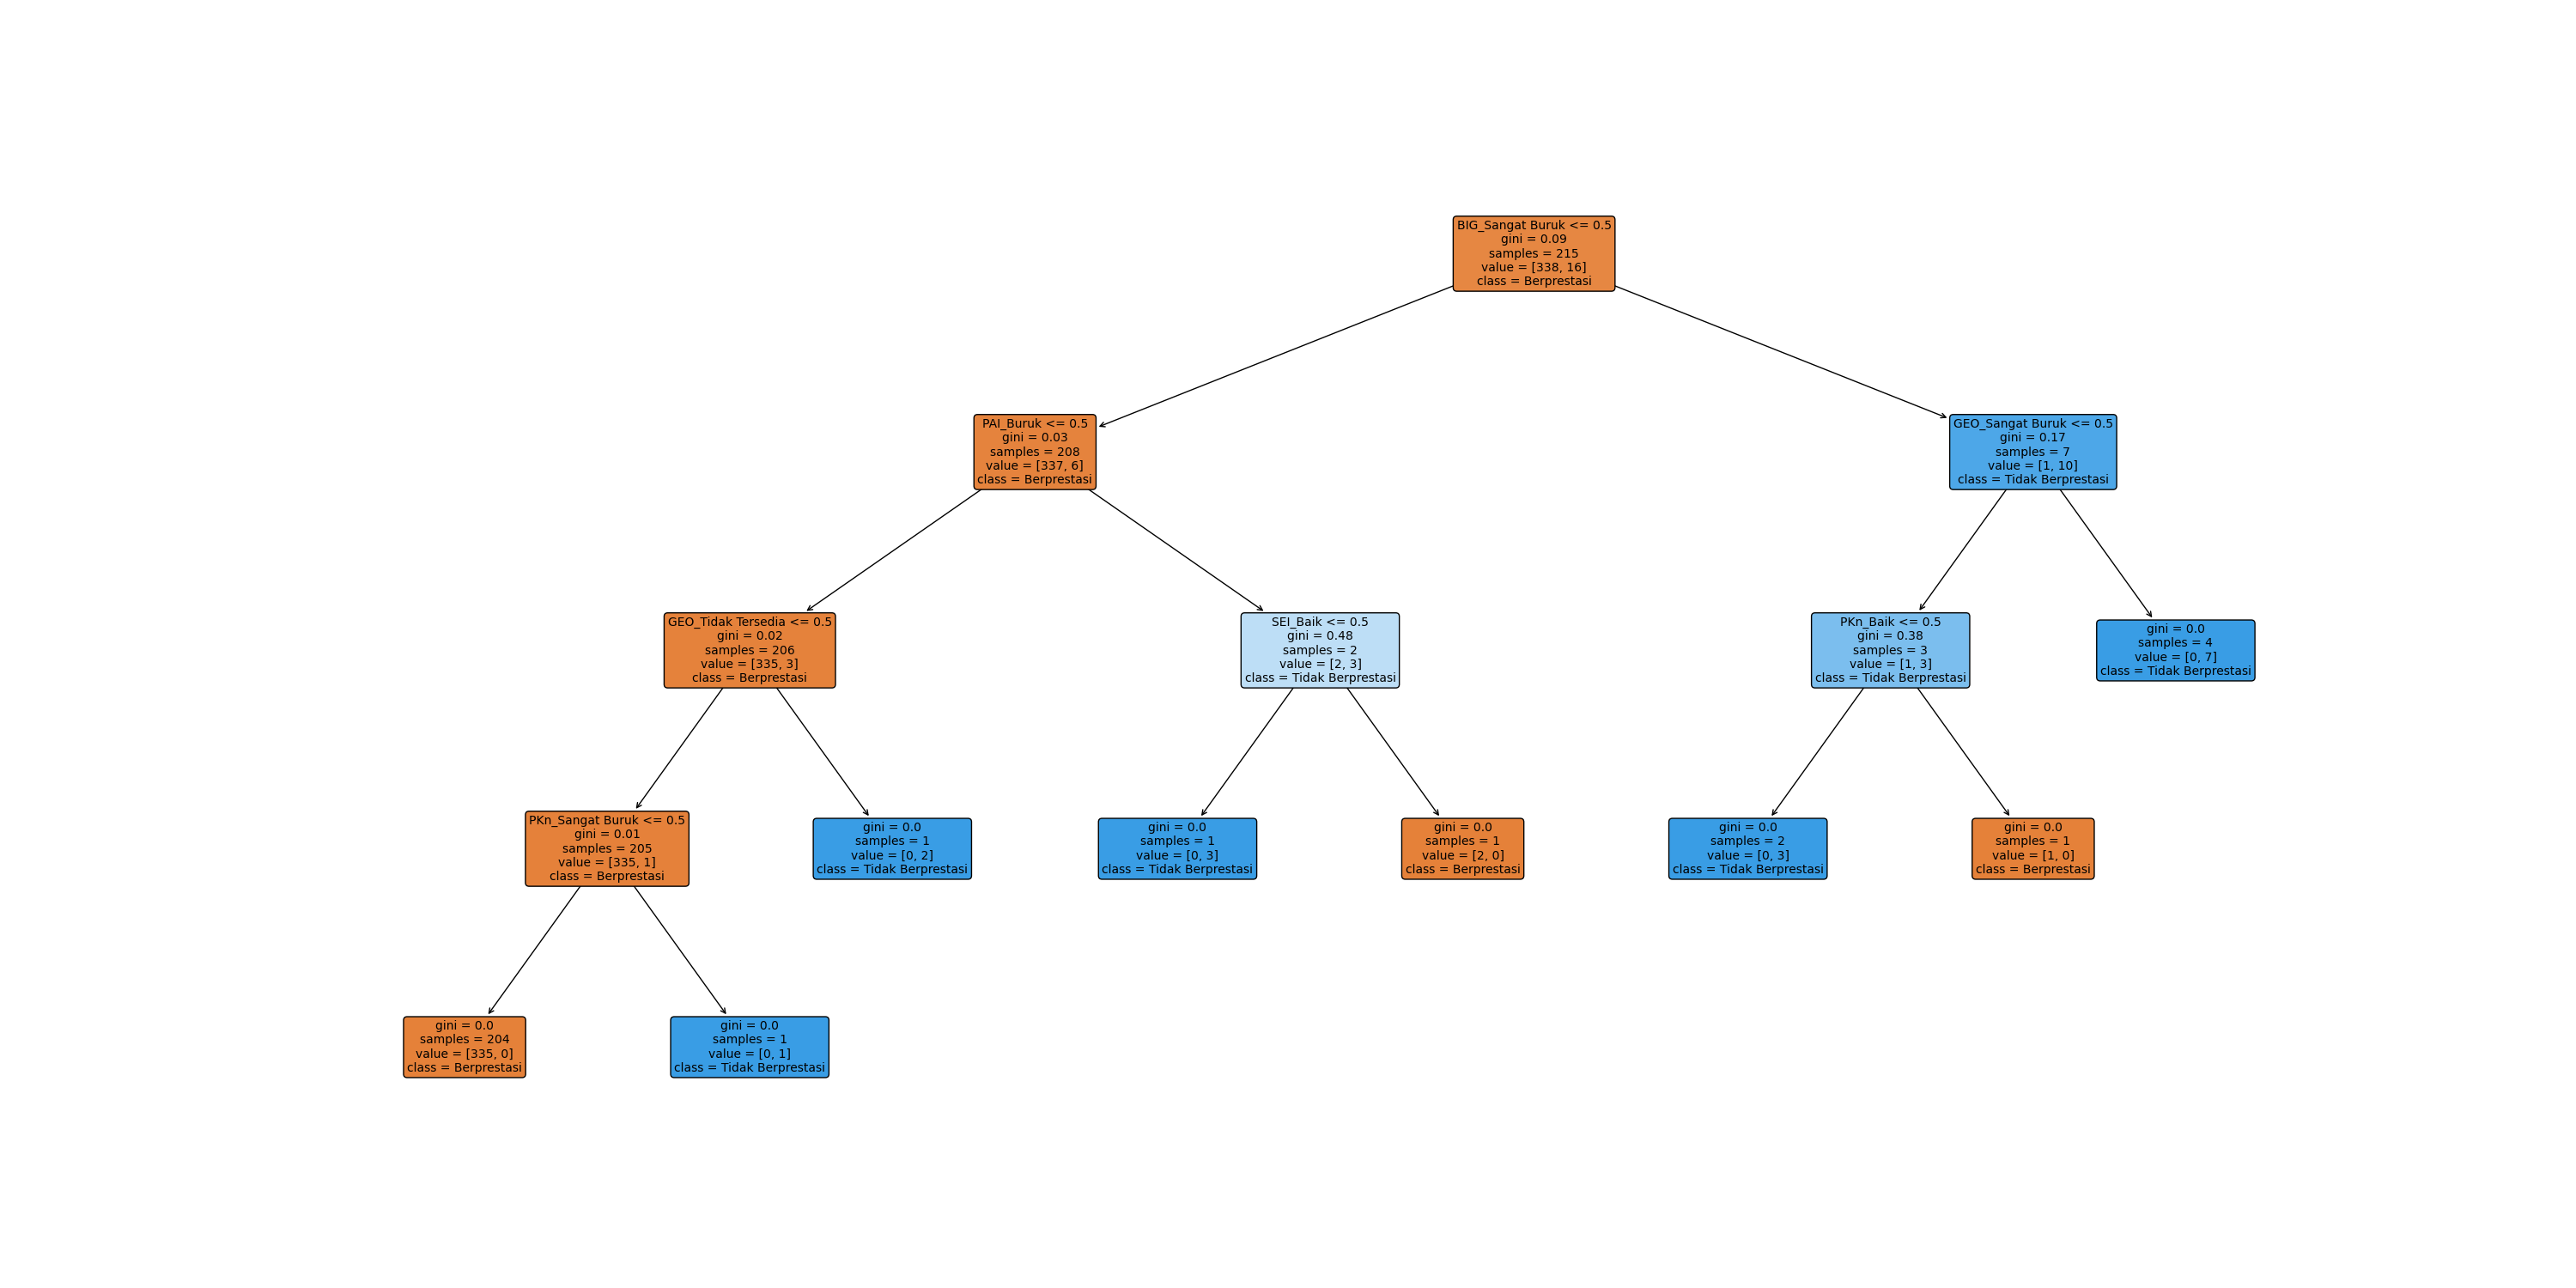 BIG_Sangat Buruk <= 0.5
gini = 0.09
samples = 215
value = [338, 16]
class = Berprestasi
PAI_Buruk <= 0.5
gini = 0.03
samples = 208
value = [337, 6]
class = Berprestasi
GEO_Sangat Buruk <= 0.5
gini = 0.17
samples = 7
value = [1, 10]
class = Tidak Berprestasi
GEO_Tidak Tersedia <= 0.5
gini = 0.02
samples = 206
value = [335, 3]
class = Berprestasi
SEI_Baik <= 0.5
gini = 0.48
samples = 2
value = [2, 3]
class = Tidak Berprestasi
PKn_Baik <= 0.5
gini = 0.38
samples = 3
value = [1, 3]
class = Tidak Berprestasi
gini = 0.0
samples = 4
value = [0, 7]
class = Tidak Berprestasi
PKn_Sangat Buruk <= 0.5
gini = 0.01
samples = 205
value = [335, 1]
class = Berprestasi
gini = 0.0
samples = 1
value = [0, 2]
class = Tidak Berprestasi
gini = 0.0
samples = 1
value = [0, 3]
class = Tidak Berprestasi
gini = 0.0
samples = 1
value = [2, 0]
class = Berprestasi
gini = 0.0
samples = 2
value = [0, 3]
class = Tidak Berprestasi
gini = 0.0
samples = 1
value = [1, 0]
class = Berprestasi
gini = 0.0
samples = 204
value = [335, 0]
class = Berprestasi
gini = 0.0
samples = 1
value = [0, 1]
class = Tidak Berprestasi